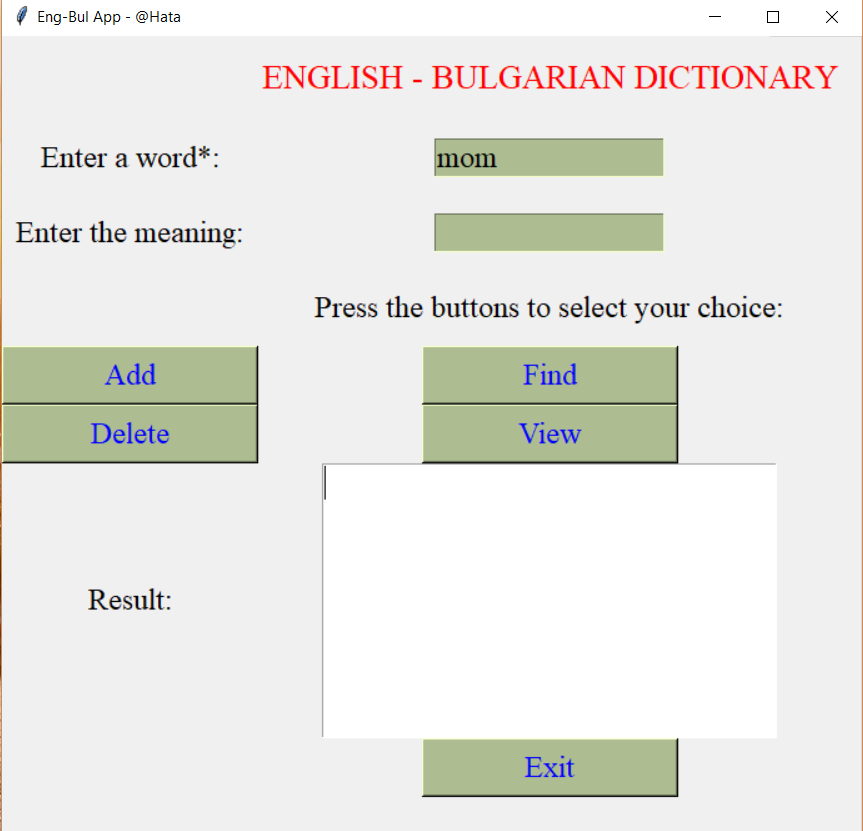 Eng-Bul App - @Hata
ENGLISH - BULGARIAN DICTIONARY
Enter a word*: mom
Enter the meaning:
Press the buttons to select your choice:
Add Find
Delete View
Result:
Exit